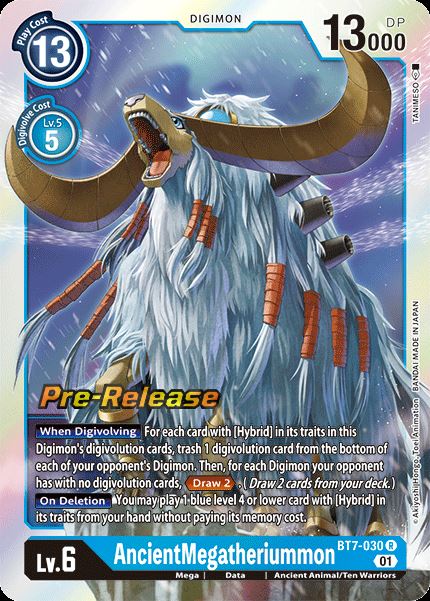 Play Cost
13
DIGIMON
DP
13000
Digivolve Cost
Lv.5
5
TANIMESO
Pre-Release
When Digivolving For each card with [Hybrid] in its traits in this
Digimon's digivolution cards, trash 1 digivolution card from the bottom of
each of your opponent's Digimon. Then, for each Digimon your opponent
has with no digivolution cards, Draw 2 . (Draw 2 cards from your deck.)
On Deletion You may play 1 blue level 4 or lower card with [Hybrid] in
its traits from your hand without paying its memory cost.
©Akiyoshi Hongo, Toei Animation BANDAI MADE IN JAPAN
Lv.6
AncientMegatheriummon
BT7-030 R
01
Mega | Data | Ancient Animal/Ten Warriors